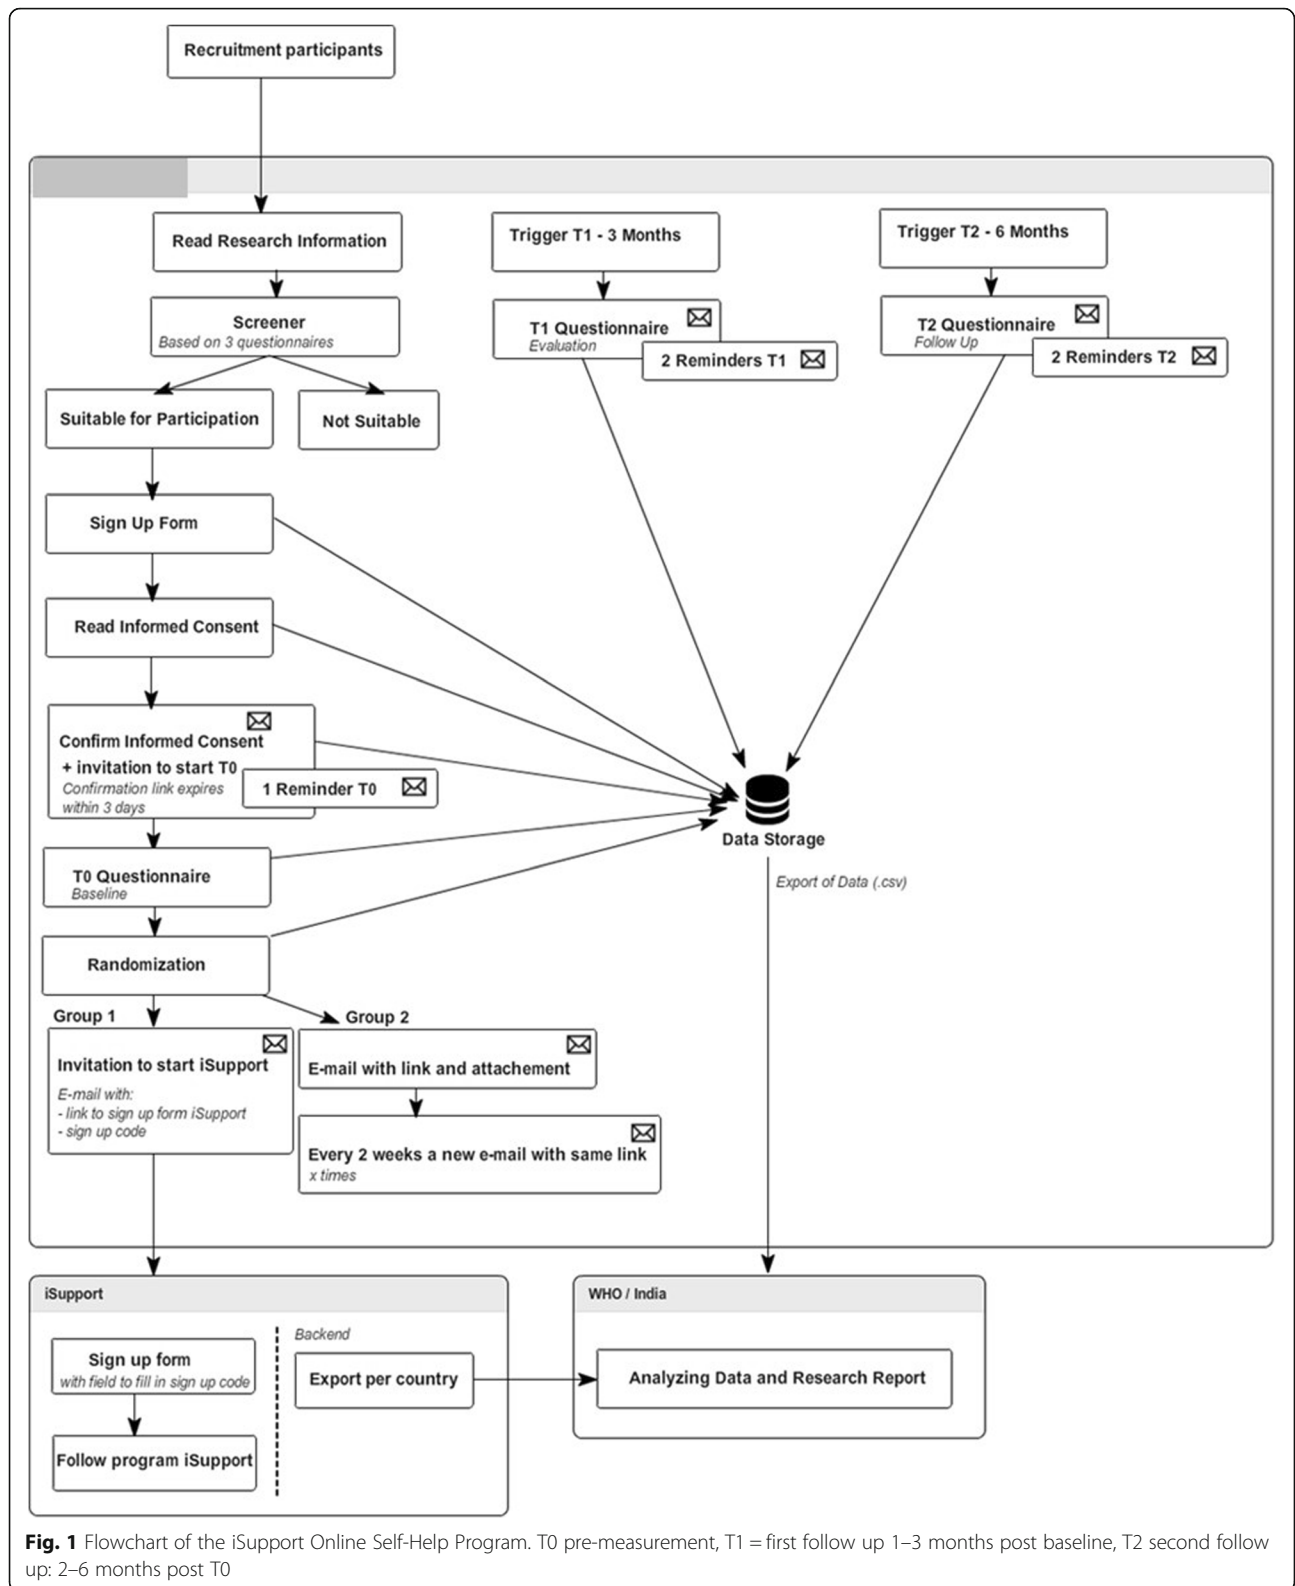 Recruitment participants
Read Research Information
Screener
Based on 3 questionnaires
Suitable for Participation
Not Suitable
Sign Up Form
Read Informed Consent
Confirm Informed Consent
+ invitation to start T0
Confirmation link expires
within 3 days
1 Reminder T0
T0 Questionnaire
Baseline
Randomization
Group 1
Group 2
Invitation to start iSupport
E-mail with:
- link to sign up form iSupport
- sign up code
E-mail with link and attachement
Every 2 weeks a new e-mail with same link
x times
Trigger T1 - 3 Months
T1 Questionnaire
Evaluation
2 Reminders T1
Trigger T2 - 6 Months
T2 Questionnaire
Follow Up
2 Reminders T2
Data Storage
Export of Data (.csv)
iSupport
Sign up form
with field to fill in sign up code
Follow program iSupport
Backend
Export per country
WHO / India
Analyzing Data and Research Report
Fig. 1 Flowchart of the iSupport Online Self-Help Program. T0 pre-measurement, T1 = first follow up 1–3 months post baseline, T2 second follow
up: 2–6 months post T0